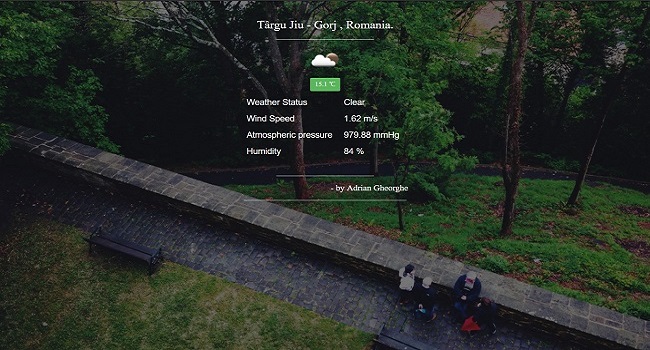 Târgu Jiu - Gorj , Romania.
15.1 °C
Weather Status Clear
Wind Speed 1.62 m/s
Atmospheric pressure 979.88 mmHg
Humidity 84 %
- by Adrian Gheorghe